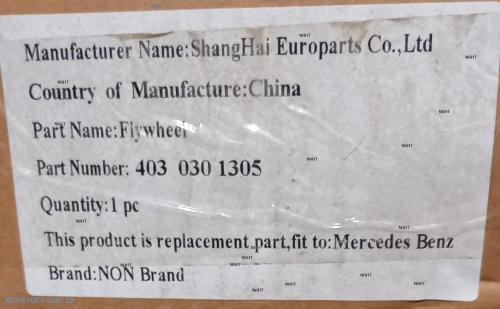 Manufacturer Name:ShangHai Europarts Co.,Ltd
Country of Manufacture:China
Part Name:Flywheel
Part Number: 403 030 1305
Quantity:1 pc
This product is replacement..part,fit to:Mercedes Benz
Brand:NON Brand